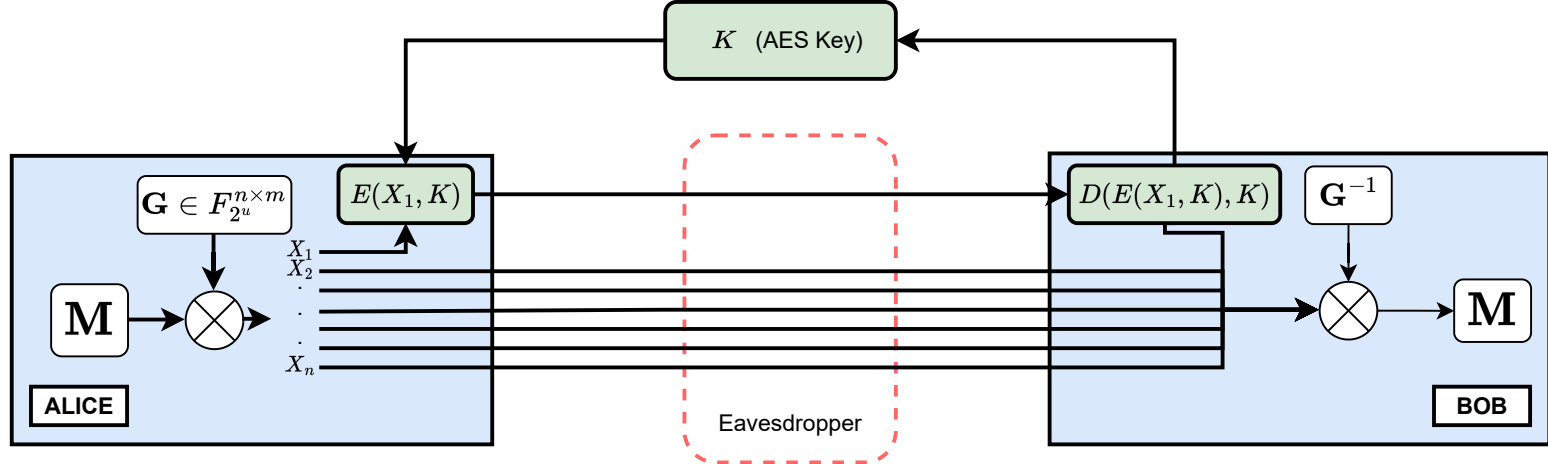 K (AES Key)
G ∈ F_{2^u}^{n×m}
E(X_1, K)
D(E(X_1, K), K)
G^{-1}
X_1
X_2
.
.
.
X_n
M
M
ALICE
Eavesdropper
BOB